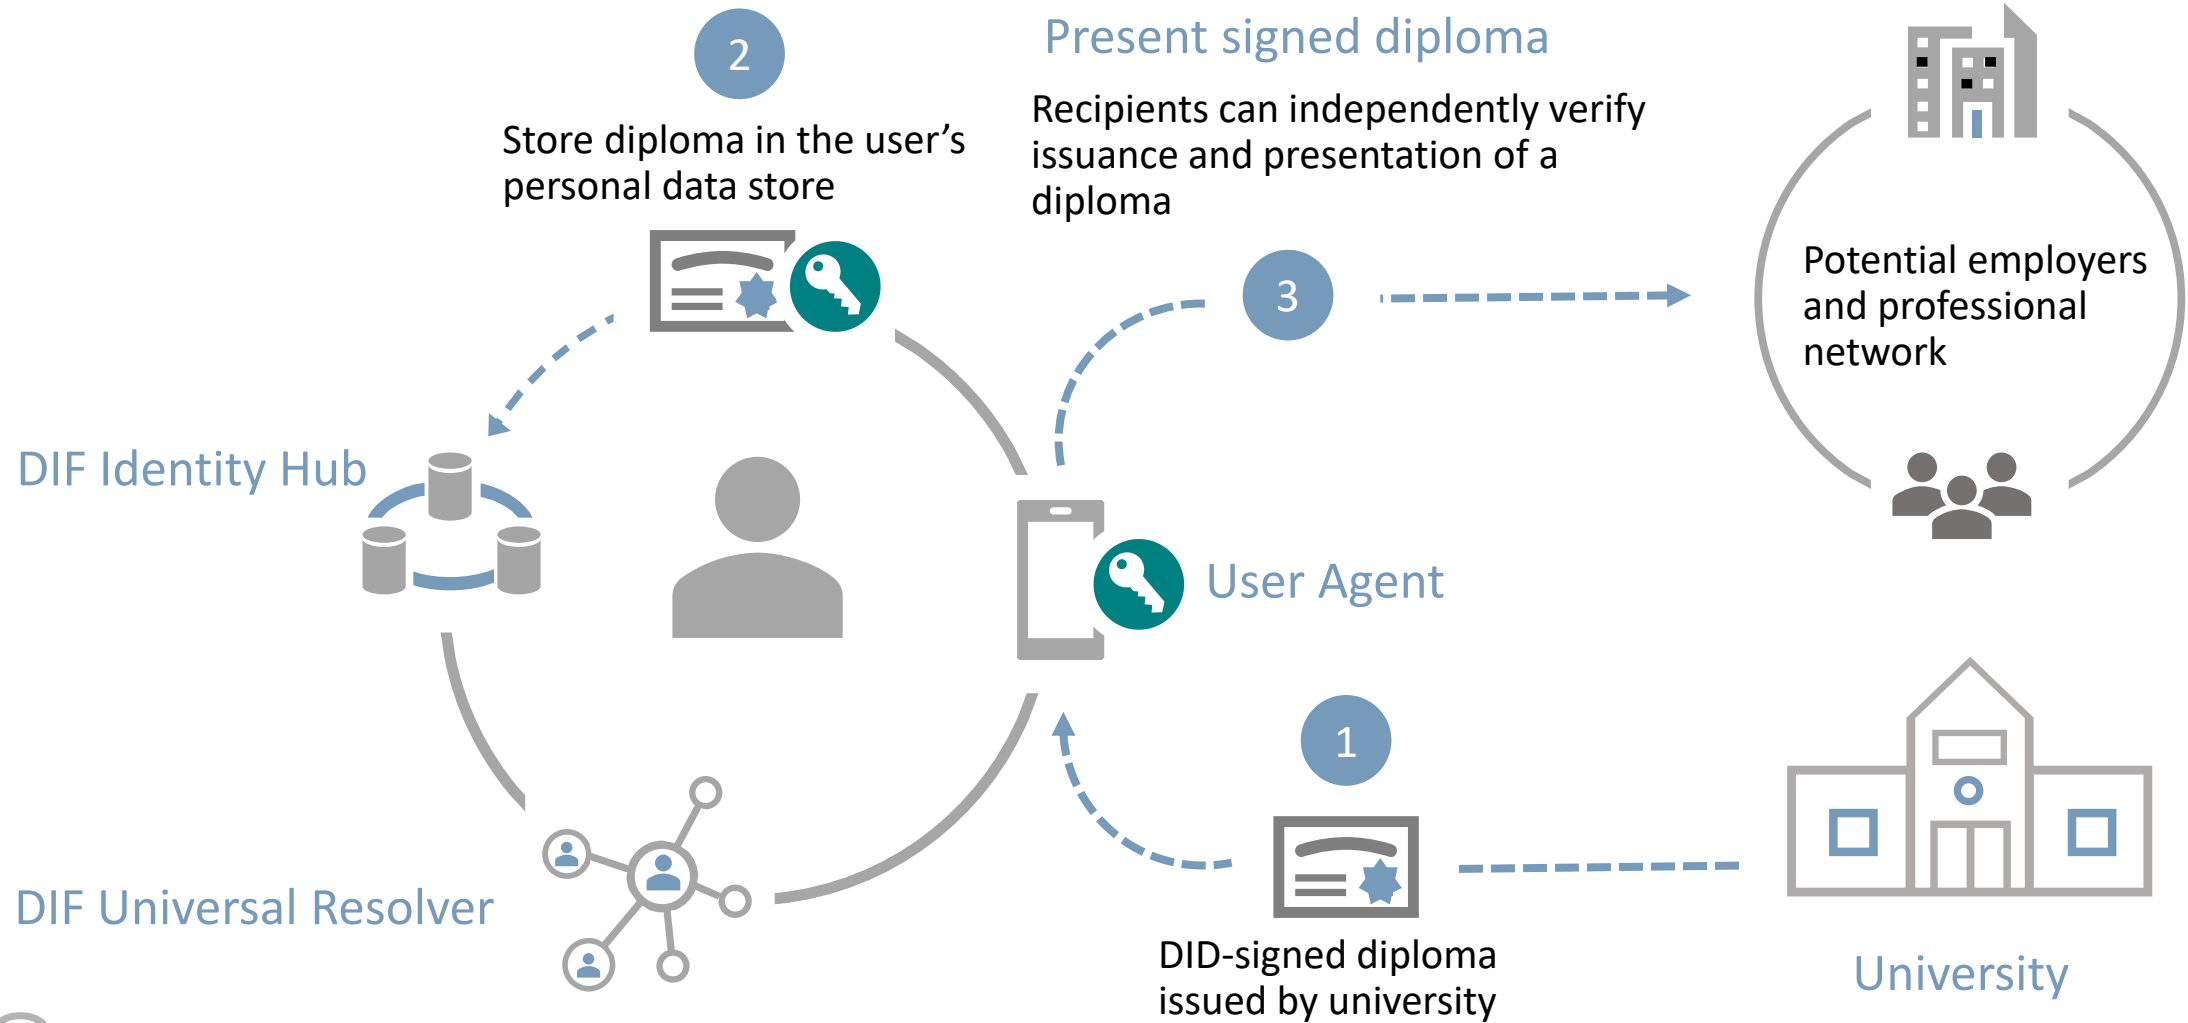 2
Store diploma in the user's
personal data store
Present signed diploma
Recipients can independently verify
issuance and presentation of a
diploma
3
Potential employers
and professional
network
DIF Identity Hub
User Agent
1
DID-signed diploma
issued by university
University
DIF Universal Resolver